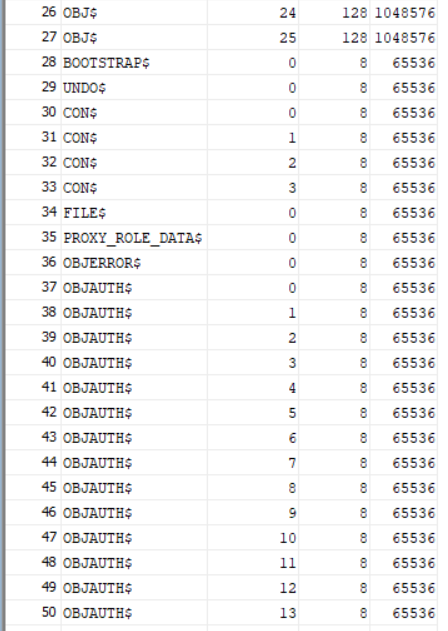 26 OBJ$ 24 128 1048576
27 OBJ$ 25 128 1048576
28 BOOTSTRAP$ 0 8 65536
29 UNDO$ 0 8 65536
30 CON$ 0 8 65536
31 CON$ 1 8 65536
32 CON$ 2 8 65536
33 CON$ 3 8 65536
34 FILE$ 0 8 65536
35 PROXY_ROLE_DATA$ 0 8 65536
36 OBJERROR$ 0 8 65536
37 OBJAUTH$ 0 8 65536
38 OBJAUTH$ 1 8 65536
39 OBJAUTH$ 2 8 65536
40 OBJAUTH$ 3 8 65536
41 OBJAUTH$ 4 8 65536
42 OBJAUTH$ 5 8 65536
43 OBJAUTH$ 6 8 65536
44 OBJAUTH$ 7 8 65536
45 OBJAUTH$ 8 8 65536
46 OBJAUTH$ 9 8 65536
47 OBJAUTH$ 10 8 65536
48 OBJAUTH$ 11 8 65536
49 OBJAUTH$ 12 8 65536
50 OBJAUTH$ 13 8 65536